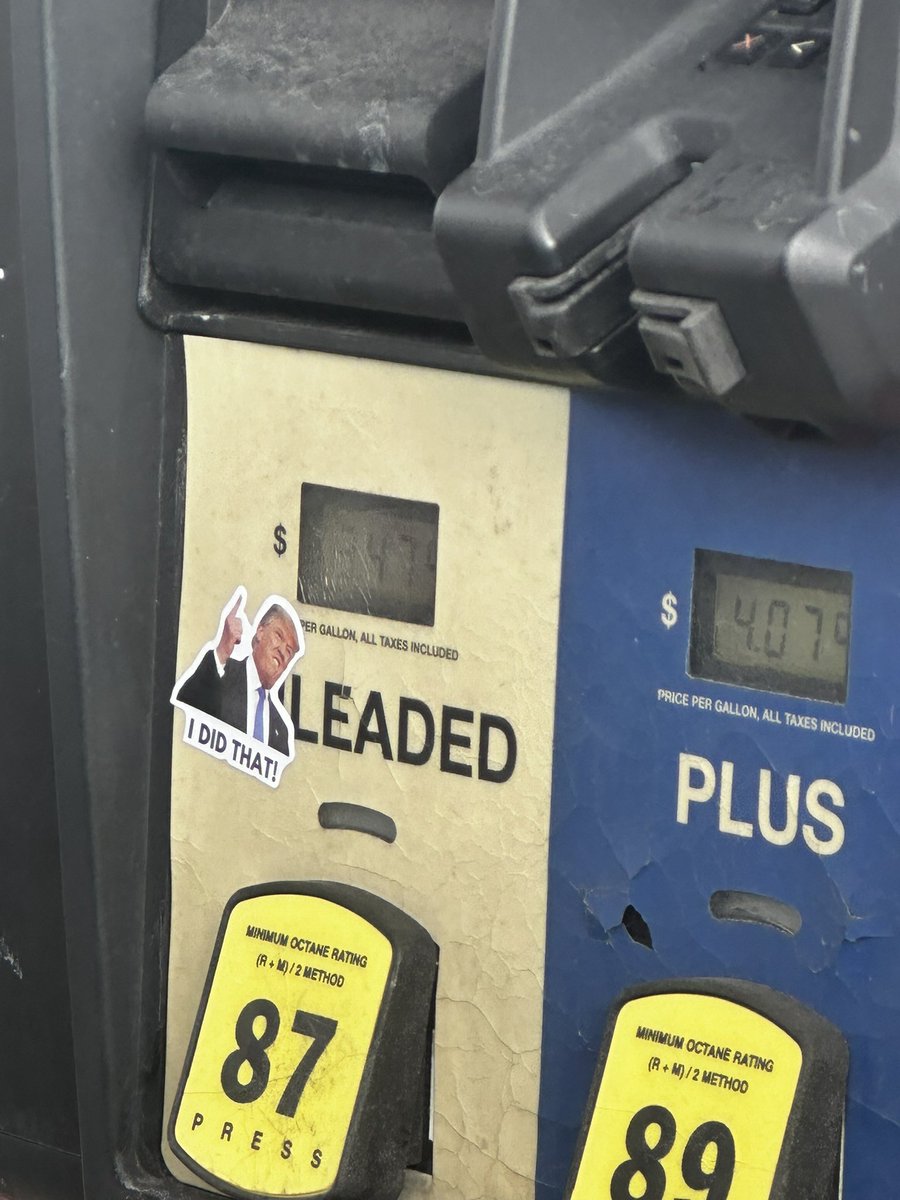 $
$
4.07
PER GALLON, ALL TAXES INCLUDED
PRICE PER GALLON, ALL TAXES INCLUDED
I DID THAT!
LEADED
PLUS
MINIMUM OCTANE RATING
(R + M) / 2 METHOD
87
PRESS
MINIMUM OCTANE RATING
(R + M) / 2 METHOD
89